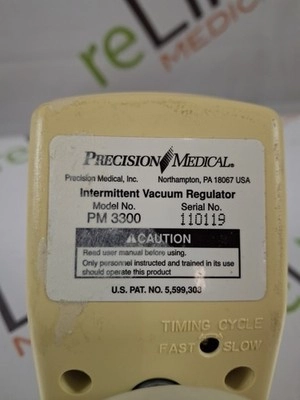 reLINK
MEDICAL
PRECISION MEDICAL®
Precision Medical, Inc. Northampton, PA 18067 USA
Intermittent Vacuum Regulator
Model No. Serial No.
PM 3300 110119
CAUTION
Read user manual before using.
Only personnel instructed and trained in its use
should operate this product
U.S. PAT. NO. 5,599,308
TIMING CYCLE
FAST SLOW